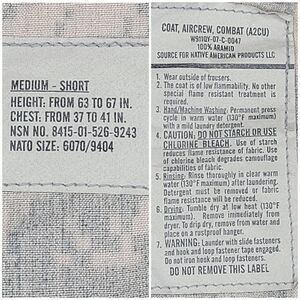 MEDIUM - SHORT
HEIGHT: FROM 63 TO 67 IN.
CHEST: FROM 37 TO 41 IN.
NSN NO. 8415-01-526-9243
NATO SIZE: 6070/9404
COAT, AIRCREW, COMBAT (A2CU)
W911QY-07-C-0047
100% ARAMID
SOURCE FOR NATIVE AMERICAN PRODUCTS LLC
1. Wear outside of trousers.
2. The coat is of low flammability. No other
special flame resistant treatment is
required.
3. Hand/Machine Washing: Permanent press
cycle in warm water (130°F maximum)
with a mild laundry detergent.
4. CAUTION: DO NOT STARCH OR USE
CHLORINE BLEACH. Use of starch
reduces flame resistance of fabric. Use
of chlorine bleach degrades camouflage
capabilities of fabric.
5. Rinsing: Rinse thoroughly in clear warm
water (130°F maximum) after laundering.
Detergent must be removed or fabric
flame resistance will be reduced.
6. Drying: Tumble dry at low heat (130°F
maximum). Remove immediately from
dryer. To drip dry, remove from water and
place on a rustproof hanger.
7. WARNING: Launder with slide fasteners
and hook and loop fastener tape engaged.
Do not iron hook and loop fasteners.
DO NOT REMOVE THIS LABEL